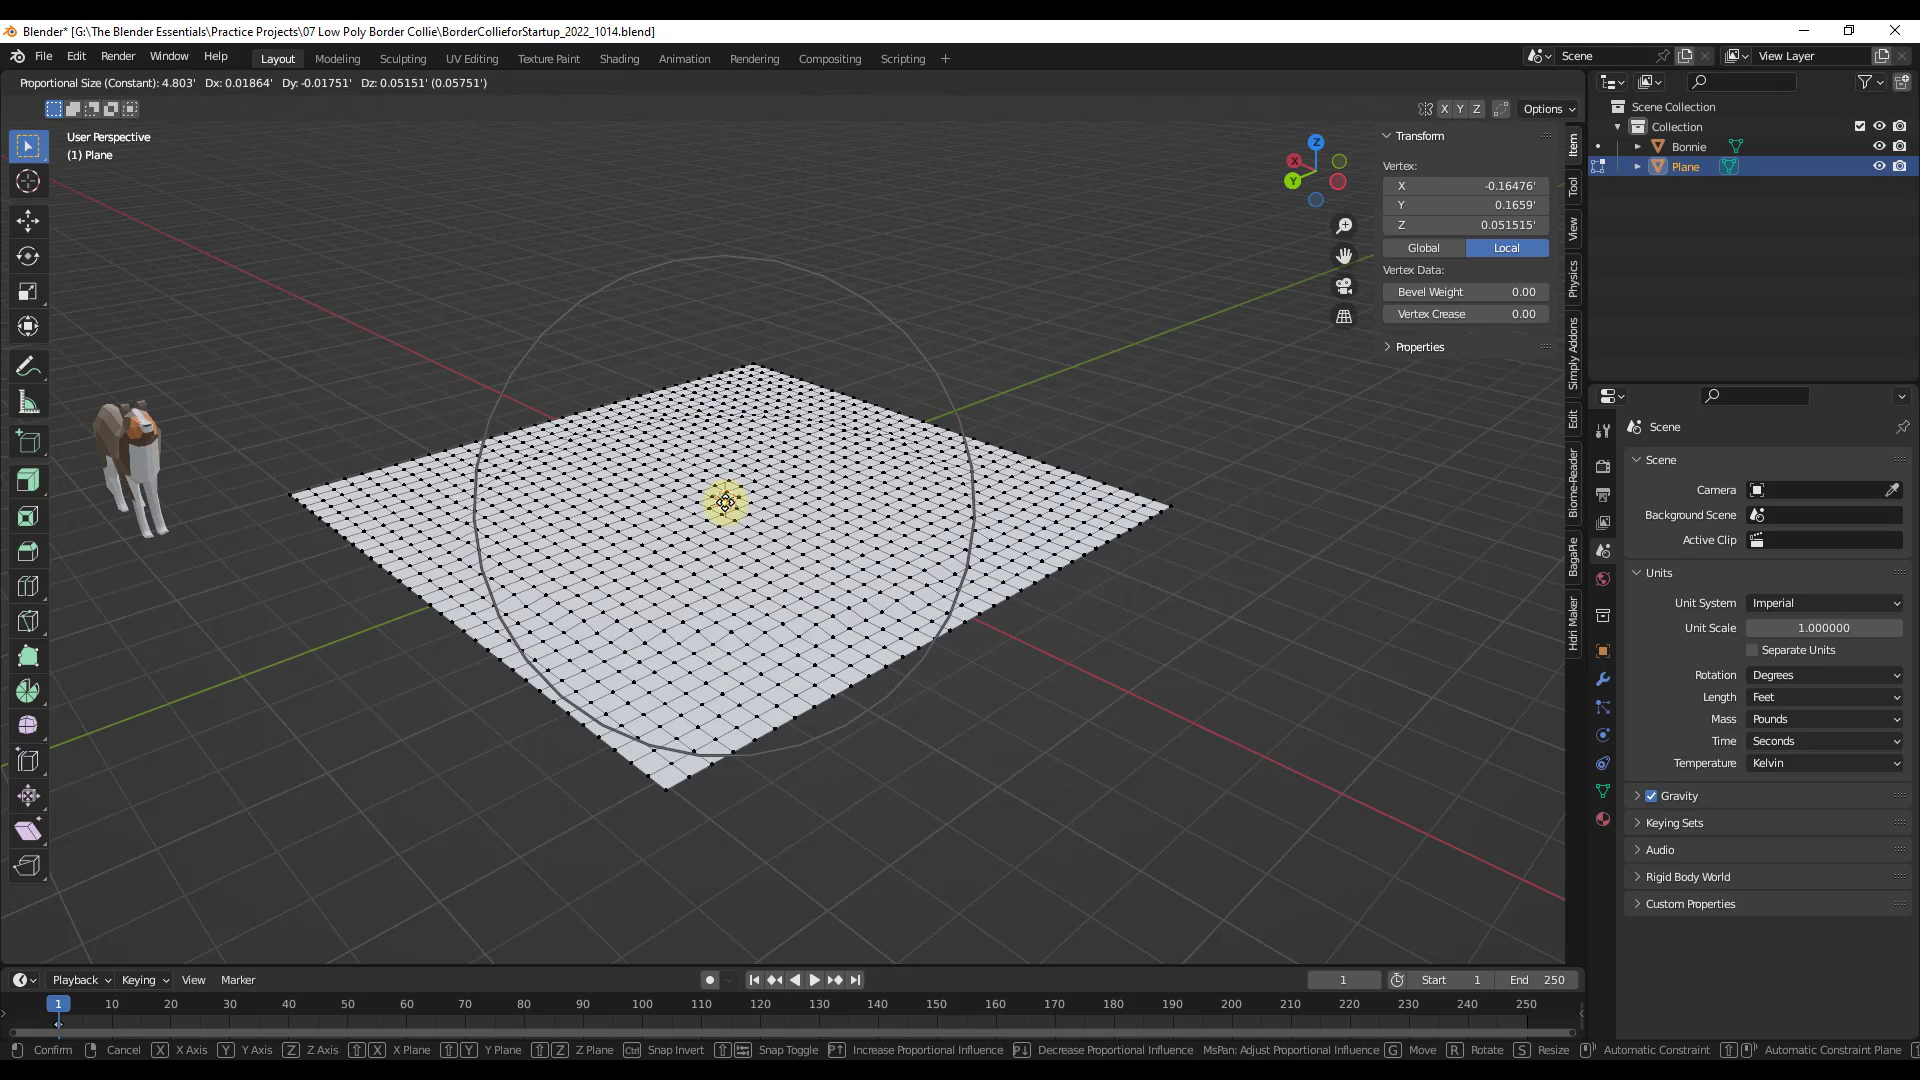 Blender* [G:\The Blender Essentials\Practice Projects\07 Low Poly Border Collie\BorderCollieforStartup_2022_1014.blend]
File Edit Render Window Help Layout Modeling Sculpting UV Editing Texture Paint Shading Animation Rendering Compositing Scripting + Scene View Layer
Proportional Size (Constant): 4.803' Dx: 0.01864' Dy: -0.01751' Dz: 0.05151' (0.05751')
X Y Z Options
User Perspective
(1) Plane
Z
X
Y
Transform
Vertex:
X -0.16476'
Y 0.1659'
Z 0.051515'
Global Local
Vertex Data:
Bevel Weight 0.00
Vertex Crease 0.00
Properties
Item
Tool
View
Physics
Simply Addons
Edit
Biome-Reader
BagaPie
Hdri Maker
Scene Collection
Collection
Bonnie
Plane
Scene
Scene
Camera
Background Scene
Active Clip
Units
Unit System Imperial
Unit Scale 1.000000
Separate Units
Rotation Degrees
Length Feet
Mass Pounds
Time Seconds
Temperature Kelvin
Gravity
Keying Sets
Audio
Rigid Body World
Custom Properties
Playback Keying View Marker 1 Start 1 End 250
1 10 20 30 40 50 60 70 80 90 100 110 120 130 140 150 160 170 180 190 200 210 220 230 240 250
Confirm Cancel X X Axis Y Y Axis Z Z Axis X X Plane Y Y Plane Z Z Plane Ctrl Snap Invert Snap Toggle P↑ Increase Proportional Influence P↓ Decrease Proportional Influence MsPan: Adjust Proportional Influence G Move R Rotate S Resize Automatic Constraint Automatic Constraint Plane